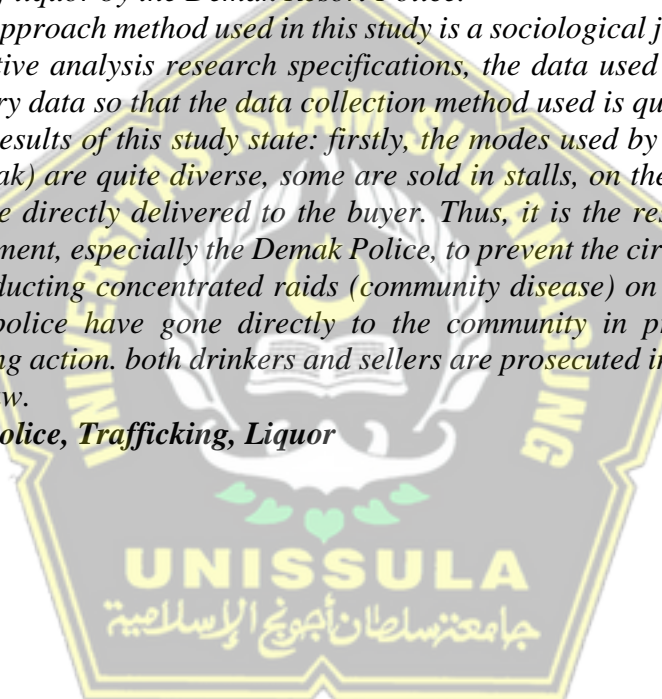 liquor by the Demak Resort Police.
approach method used in this study is a sociological j
tive analysis research specifications, the data used
ry data so that the data collection method used is qu
esults of this study state: firstly, the modes used by
ak) are quite diverse, some are sold in stalls, on the
e directly delivered to the buyer. Thus, it is the res
ment, especially the Demak Police, to prevent the cir
ducting concentrated raids (community disease) on
police have gone directly to the community in p
ng action. both drinkers and sellers are prosecuted i
w.
olice, Trafficking, Liquor
UNIVERSITAS ISLAM SULTAN AGUNG
UNISSULA
جامعتنسلطانأجونجالإسلامية